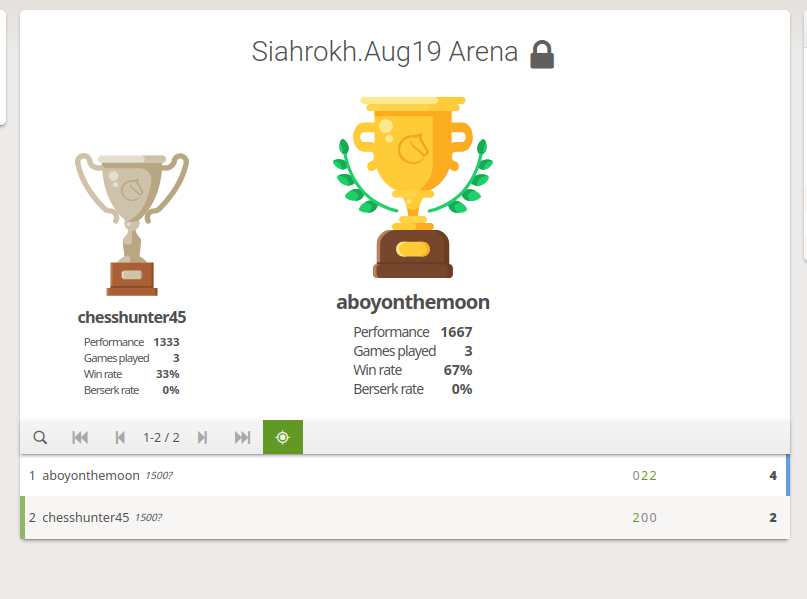 Siahrokh.Aug19 Arena
chesshunter45
Performance 1333
Games played 3
Win rate 33%
Berserk rate 0%
aboyonthemoon
Performance 1667
Games played 3
Win rate 67%
Berserk rate 0%
1-2 / 2
1 aboyonthemoon 1500? 022 4
2 chesshunter45 1500? 200 2